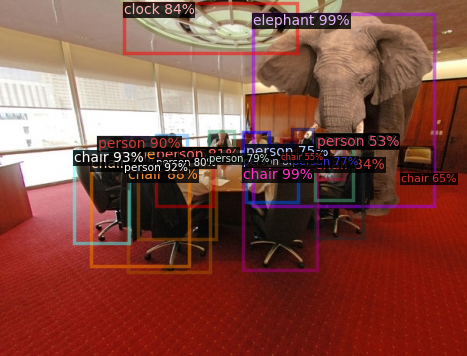 clock 84%
elephant 99%
person 90%
person 53%
person 81%
person 75%
chair 93%
person 80%
person 79%
chair 55%
person 77%
person 92%
chair 88%
chair 99%
chair 65%